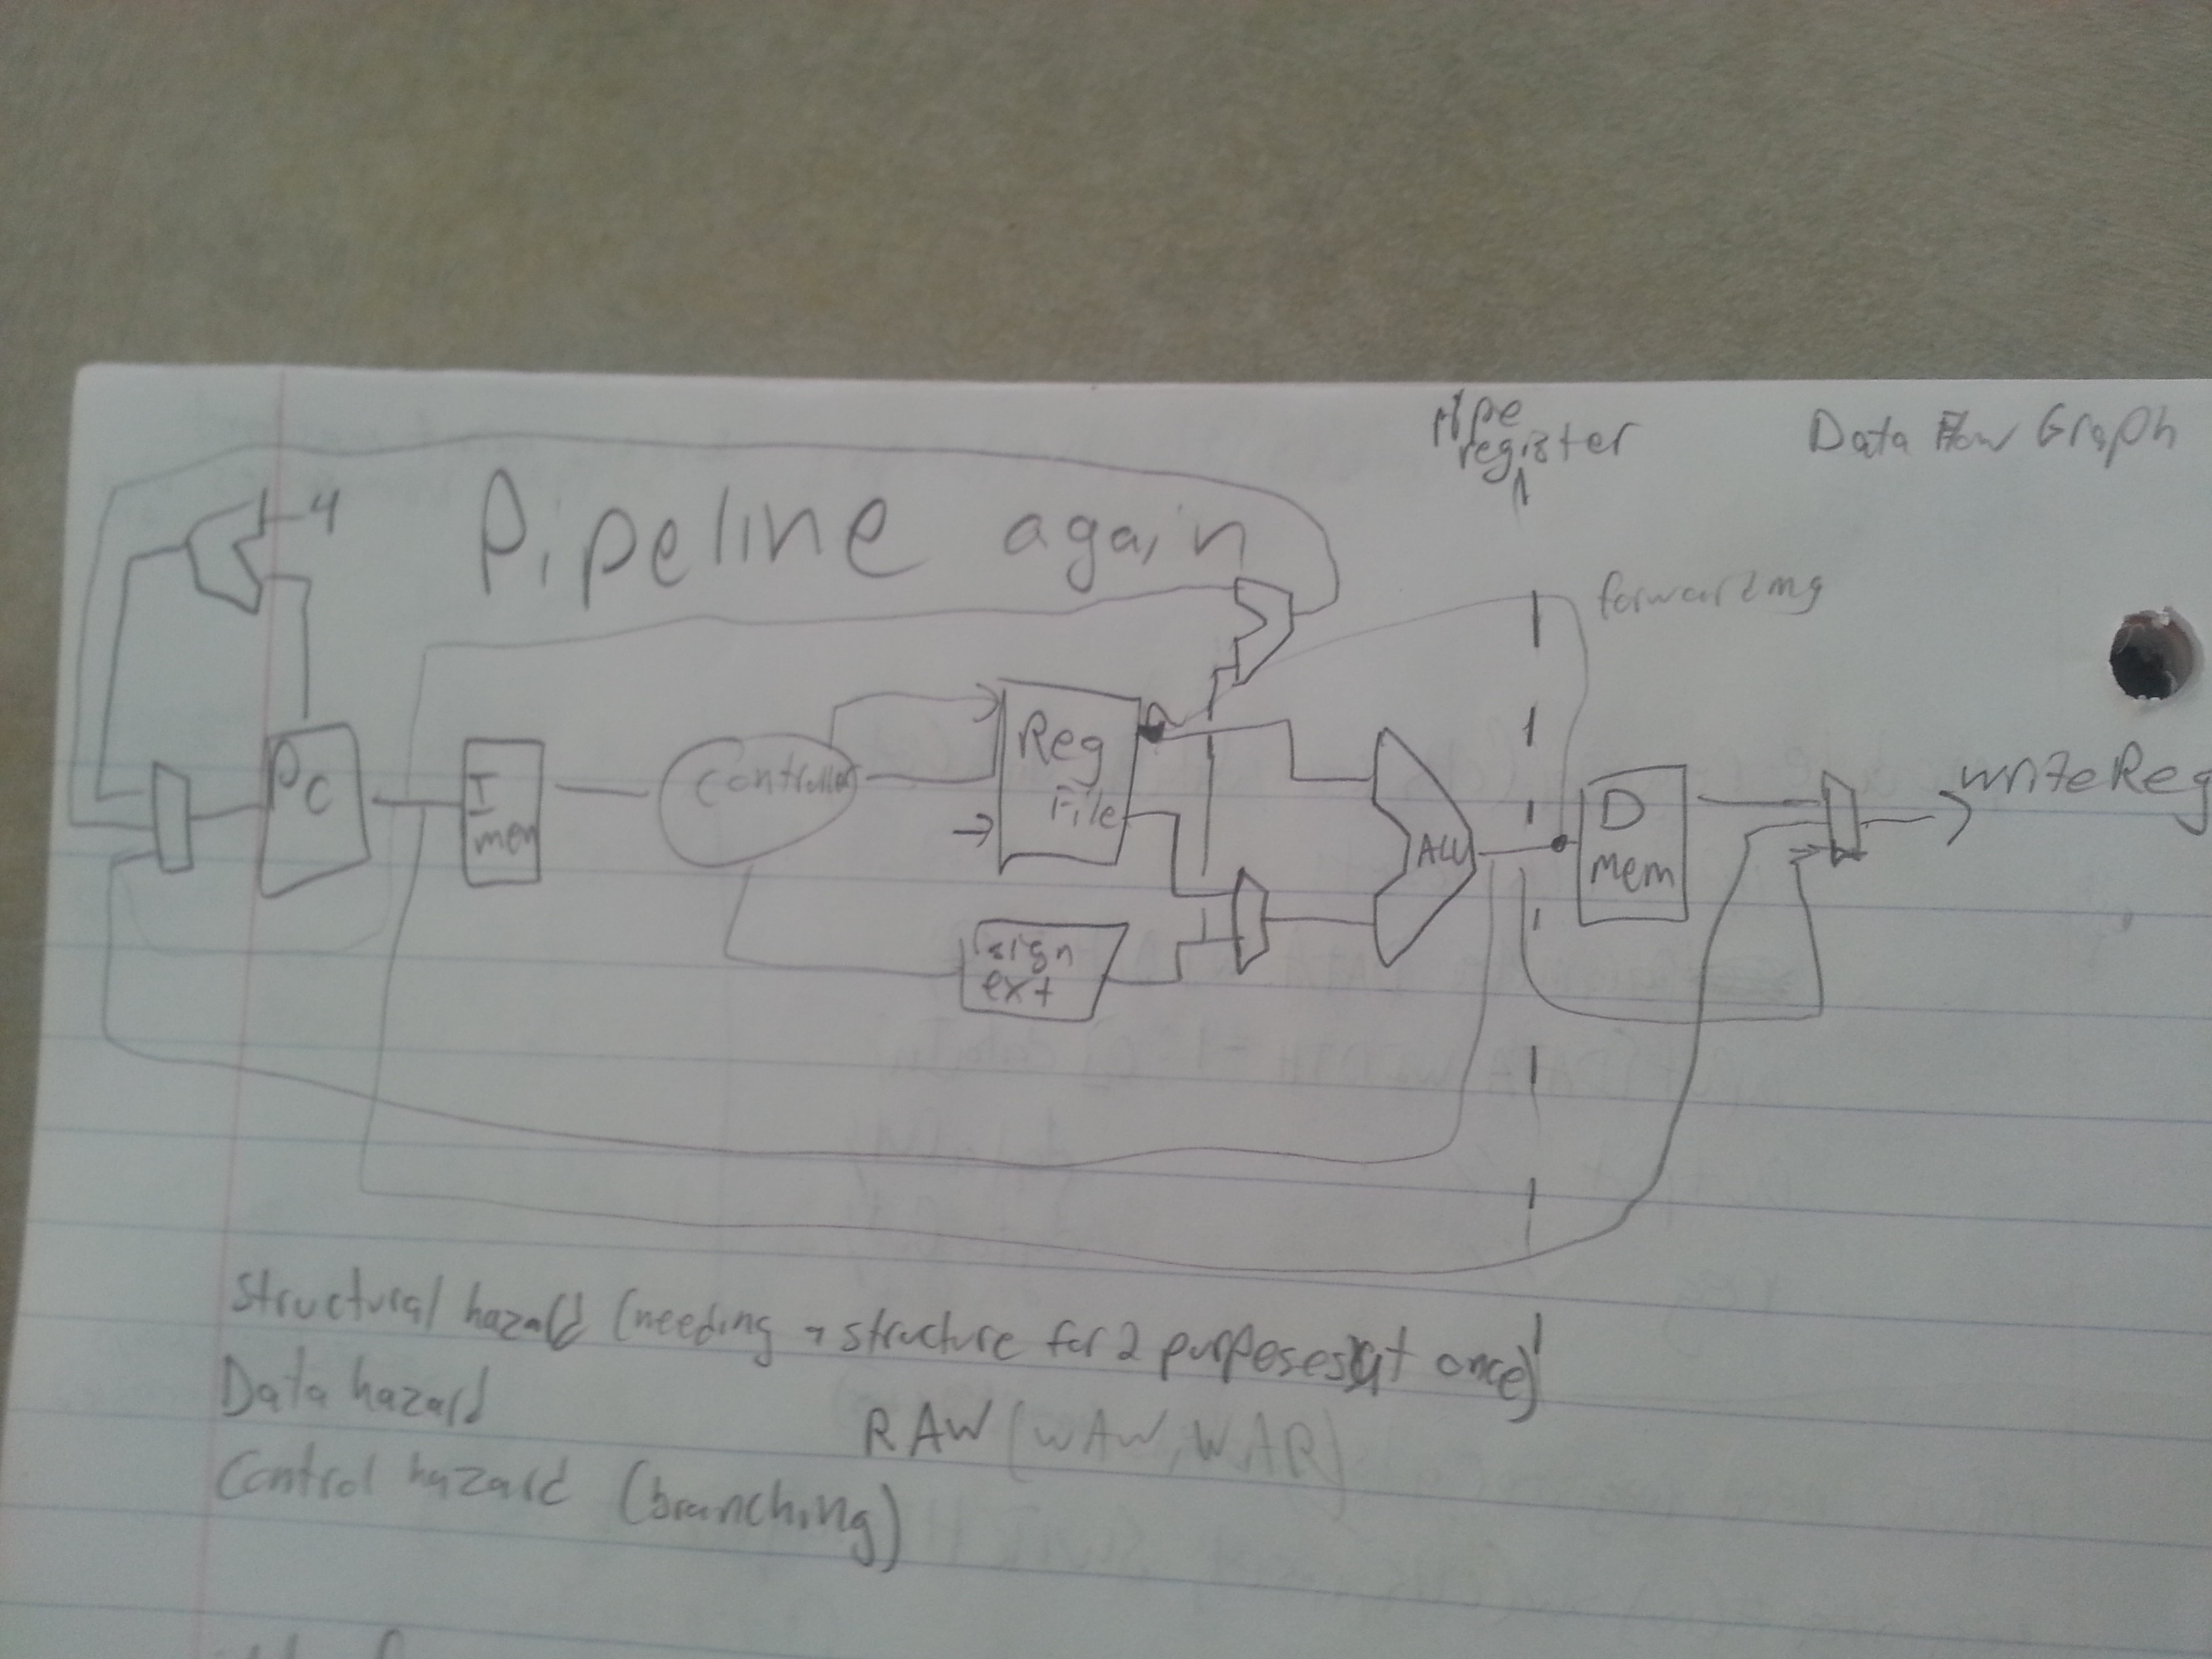 Pipe
register
Data Flow Graph
4
Pipeline again
forwarding
PC
I
mem
Controller
Reg
File
ALU
D
mem
writeReg
sign
ext
Structural hazard (needing a structure for 2 purposes at once)
Data hazard
RAW (WAW, WAR)
Control hazard (branching)